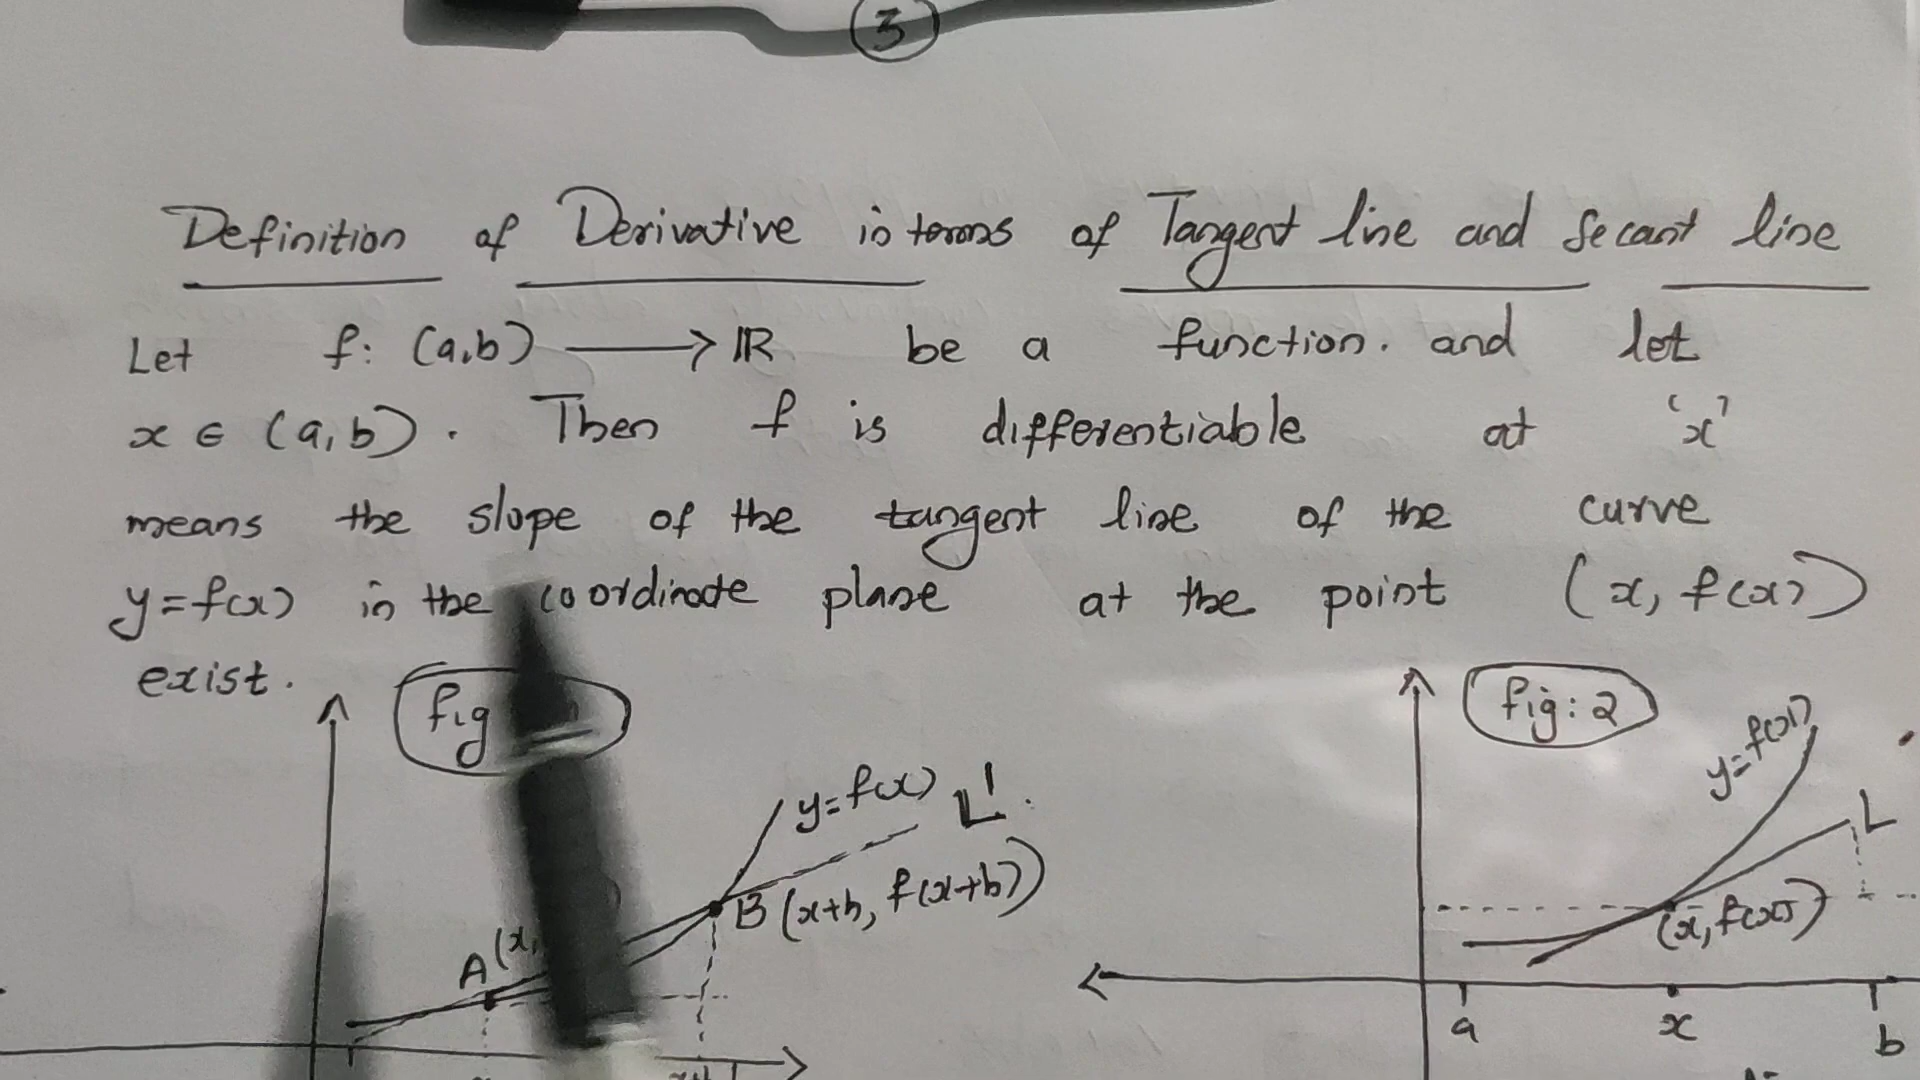 3
Definition of Derivative in terms of Tangent line and Secant line
Let f: (a,b) ⟶ ℝ be a function. and let
x ∈ (a,b). Then f is differentiable at 'x'
means the slope of the tangent line of the curve
y=f(x) in the coordinate plane at the point (x, f(x))
exist.
fig
y=f(x) L'.
B (x+h, f(x+h))
A (x,
fig: 2
y=f(x)
L
(x, f(x))
a x b